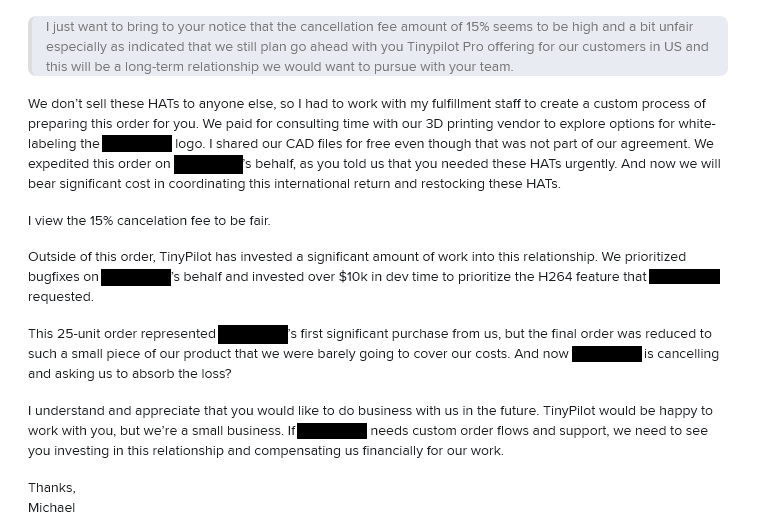 I just want to bring to your notice that the cancellation fee amount of 15% seems to be high and a bit unfair
especially as indicated that we still plan go ahead with you Tinypilot Pro offering for our customers in US and
this will be a long-term relationship we would want to pursue with your team.
We don't sell these HATs to anyone else, so I had to work with my fulfillment staff to create a custom process of
preparing this order for you. We paid for consulting time with our 3D printing vendor to explore options for white-
labeling the logo. I shared our CAD files for free even though that was not part of our agreement. We
expedited this order on 's behalf, as you told us that you needed these HATs urgently. And now we will
bear significant cost in coordinating this international return and restocking these HATs.
I view the 15% cancelation fee to be fair.
Outside of this order, TinyPilot has invested a significant amount of work into this relationship. We prioritized
bugfixes on 's behalf and invested over $10k in dev time to prioritize the H264 feature that
requested.
This 25-unit order represented 's first significant purchase from us, but the final order was reduced to
such a small piece of our product that we were barely going to cover our costs. And now is cancelling
and asking us to absorb the loss?
I understand and appreciate that you would like to do business with us in the future. TinyPilot would be happy to
work with you, but we're a small business. If needs custom order flows and support, we need to see
you investing in this relationship and compensating us financially for our work.
Thanks,
Michael